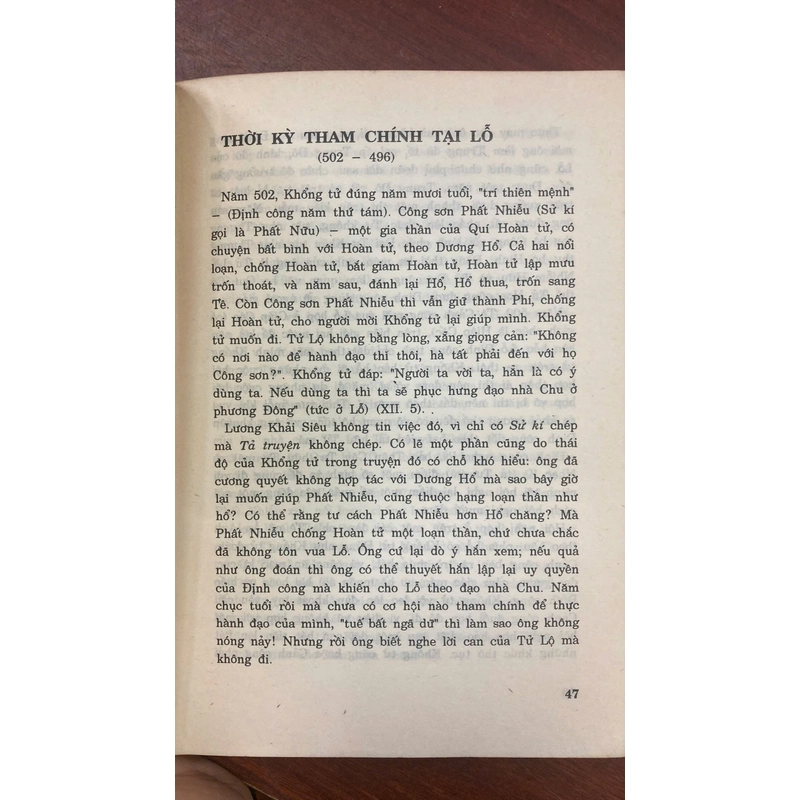 THỜI KỲ THAM CHÍNH TẠI LỖ
(502 – 496)
Năm 502, Khổng tử đúng năm mươi tuổi, "trí thiên mệnh"
– (Định công năm thứ tám). Công sơn Phất Nhiễu (Sử kí
gọi là Phất Nữu) – một gia thần của Quí Hoàn tử, có
chuyện bất bình với Hoàn tử, theo Dương Hổ. Cả hai nổi
loạn, chống Hoàn tử, bắt giam Hoàn tử, Hoàn tử lập mưu
trốn thoát, và năm sau, đánh lại Hổ, Hổ thua, trốn sang
Tề. Còn Công sơn Phất Nhiễu thì vẫn giữ thành Phí, chống
lại Hoàn tử, cho người mời Khổng tử lại giúp mình. Khổng
tử muốn đi. Tử Lộ không bằng lòng, xẵng giọng cản: "Không
có nơi nào để hành đạo thì thôi, hà tất phải đến với họ
Công sơn?". Khổng tử đáp: "Người ta vời ta, hẳn là có ý
dùng ta. Nếu dùng ta thì ta sẽ phục hưng đạo nhà Chu ở
phương Đông" (tức ở Lỗ) (XII. 5).
Lương Khải Siêu không tin việc đó, vì chỉ có Sử kí chép
mà Tả truyện không chép. Có lẽ một phần cũng do thái
độ của Khổng tử trong truyện đó có chỗ khó hiểu: ông đã
cương quyết không hợp tác với Dương Hổ mà sao bây giờ
lại muốn giúp Phất Nhiễu, cũng thuộc hạng loạn thần như
hổ? Có thể rằng tư cách Phất Nhiễu hơn Hổ chăng? Mà
Phất Nhiễu chống Hoàn tử một loạn thần, chứ chưa chắc
đã không tôn vua Lỗ. Ông cứ lại dò ý hắn xem; nếu quả
như ông đoán thì ông có thể thuyết hắn lập lại uy quyền
của Định công mà khiến cho Lỗ theo đạo nhà Chu. Năm
chục tuổi rồi mà chưa có cơ hội nào tham chính để thực
hành đạo của mình, "tuế bất ngã dữ" thì làm sao ông không
nóng nảy! Nhưng rồi ông biết nghe lời can của Tử Lộ mà
không đi.
47